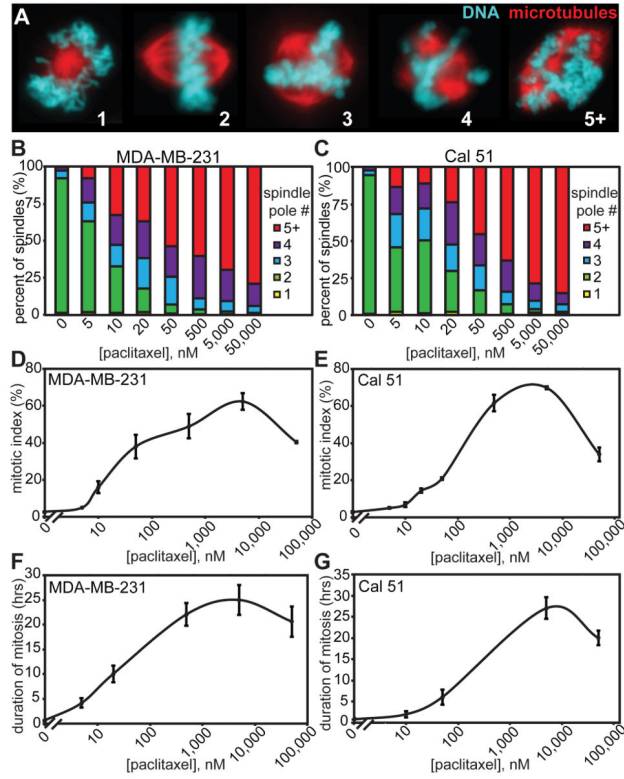 A
DNA microtubules
1 2 3 4 5+
B MDA-MB-231
percent of spindles (%)
100
75
50
25
0
0 5 10 20 50 500 5,000 50,000
[paclitaxel], nM
spindle
pole #
5+
4
3
2
1
C Cal 51
percent of spindles (%)
100
75
50
25
0
0 5 10 20 50 500 5,000 50,000
[paclitaxel], nM
spindle
pole #
5+
4
3
2
1
D MDA-MB-231
mitotic index (%)
80
60
40
20
0
0 10 100 1,000 10,000 100,000
[paclitaxel], nM
E Cal 51
mitotic index (%)
80
60
40
20
0
0 10 100 1,000 10,000 100,000
[paclitaxel], nM
F MDA-MB-231
duration of mitosis (hrs)
30
25
20
15
10
5
0
0 10 100 1,000 10,000 100,000
[paclitaxel], nM
G Cal 51
duration of mitosis (hrs)
35
30
25
20
15
10
5
0
0 10 100 1,000 10,000 100,000
[paclitaxel], nM